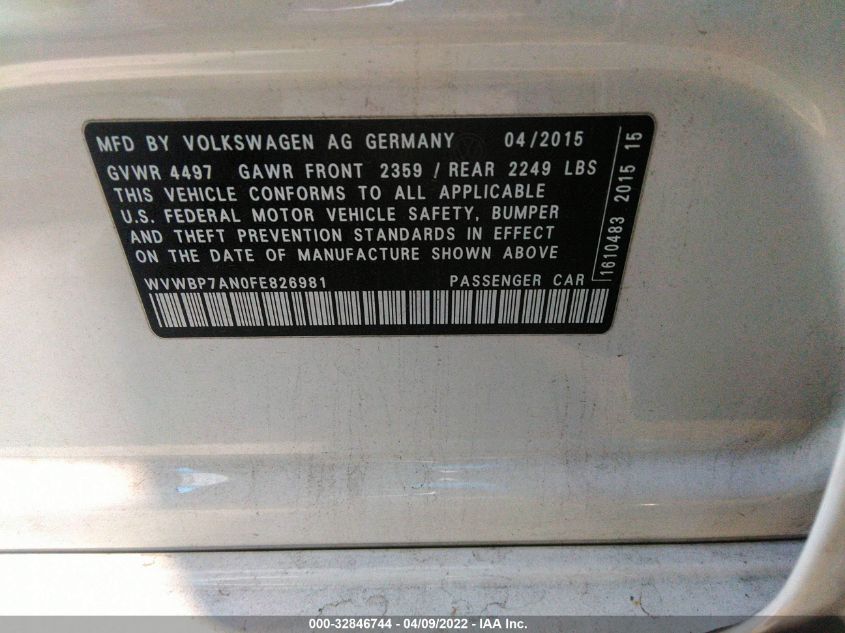 MFD BY VOLKSWAGEN AG GERMANY 04/2015
GVWR 4497 GAWR FRONT 2359 / REAR 2249 LBS
THIS VEHICLE CONFORMS TO ALL APPLICABLE
U.S. FEDERAL MOTOR VEHICLE SAFETY, BUMPER
AND THEFT PREVENTION STANDARDS IN EFFECT
ON THE DATE OF MANUFACTURE SHOWN ABOVE
WVWBP7AN0FE826981 PASSENGER CAR
1610483 2015 15
000-32846744 - 04/09/2022 - IAA Inc.